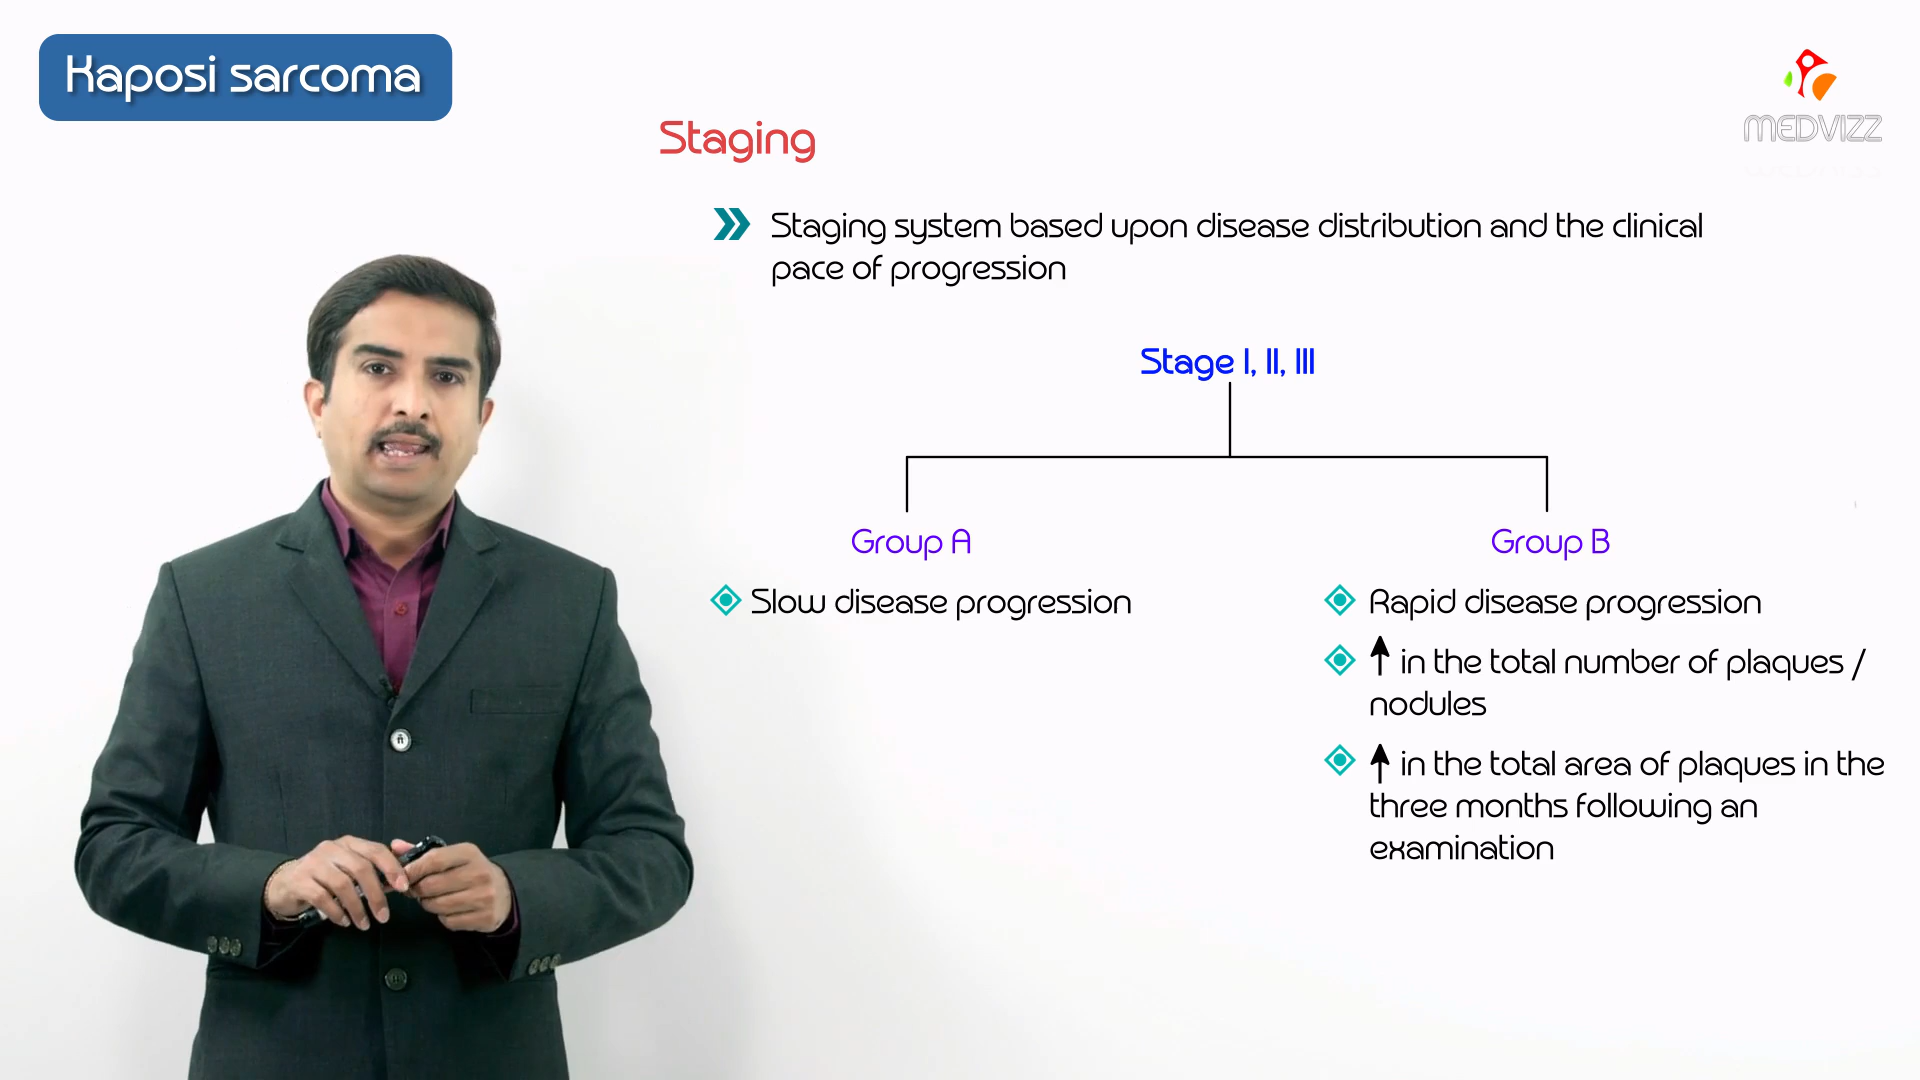 Kaposi sarcoma
MEDVIZZ
Staging
Staging system based upon disease distribution and the clinical
pace of progression
Stage I, II, III
Group A
Group B
Slow disease progression
Rapid disease progression
↑ in the total number of plaques /
nodules
↑ in the total area of plaques in the
three months following an
examination